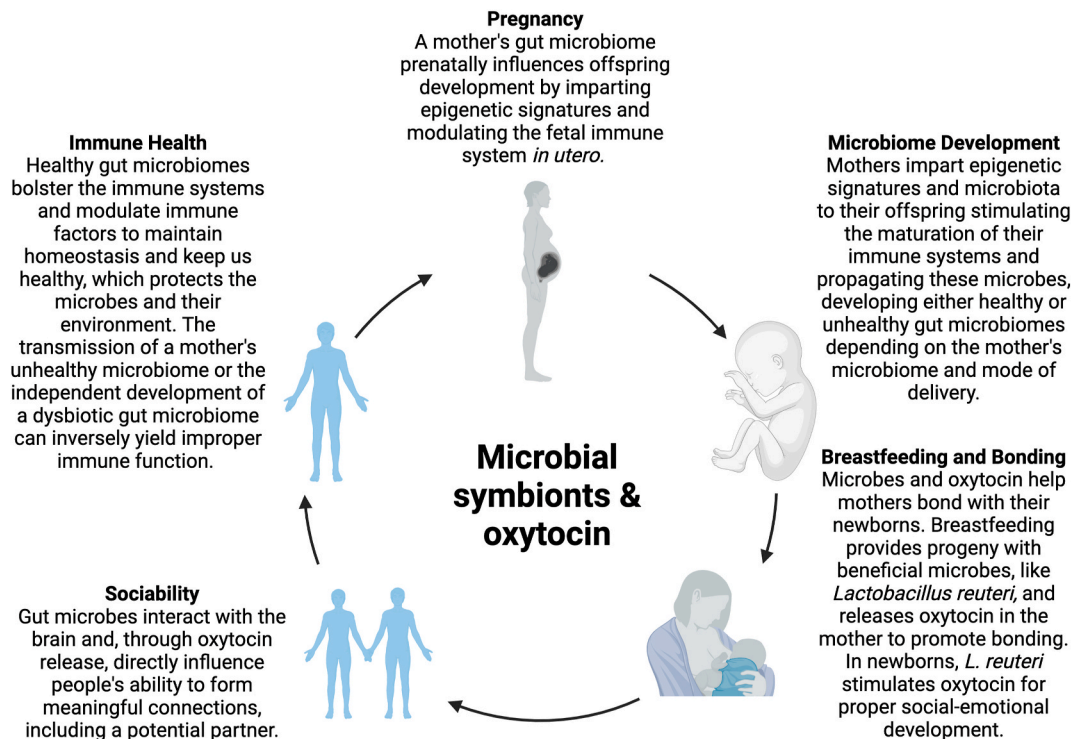 Pregnancy
A mother's gut microbiome
prenatally influences offspring
development by imparting
epigenetic signatures and
modulating the fetal immune
system in utero.
Microbiome Development
Mothers impart epigenetic
signatures and microbiota
to their offspring stimulating
the maturation of their
immune systems and
propagating these microbes,
developing either healthy or
unhealthy gut microbiomes
depending on the mother's
microbiome and mode of
delivery.
Breastfeeding and Bonding
Microbes and oxytocin help
mothers bond with their
newborns. Breastfeeding
provides progeny with
beneficial microbes, like
Lactobacillus reuteri, and
releases oxytocin in the
mother to promote bonding.
In newborns, L. reuteri
stimulates oxytocin for
proper social-emotional
development.
Sociability
Gut microbes interact with the
brain and, through oxytocin
release, directly influence
people's ability to form
meaningful connections,
including a potential partner.
Immune Health
Healthy gut microbiomes
bolster the immune systems
and modulate immune
factors to maintain
homeostasis and keep us
healthy, which protects the
microbes and their
environment. The
transmission of a mother's
unhealthy microbiome or the
independent development of
a dysbiotic gut microbiome
can inversely yield improper
immune function.
Microbial
symbionts &
oxytocin